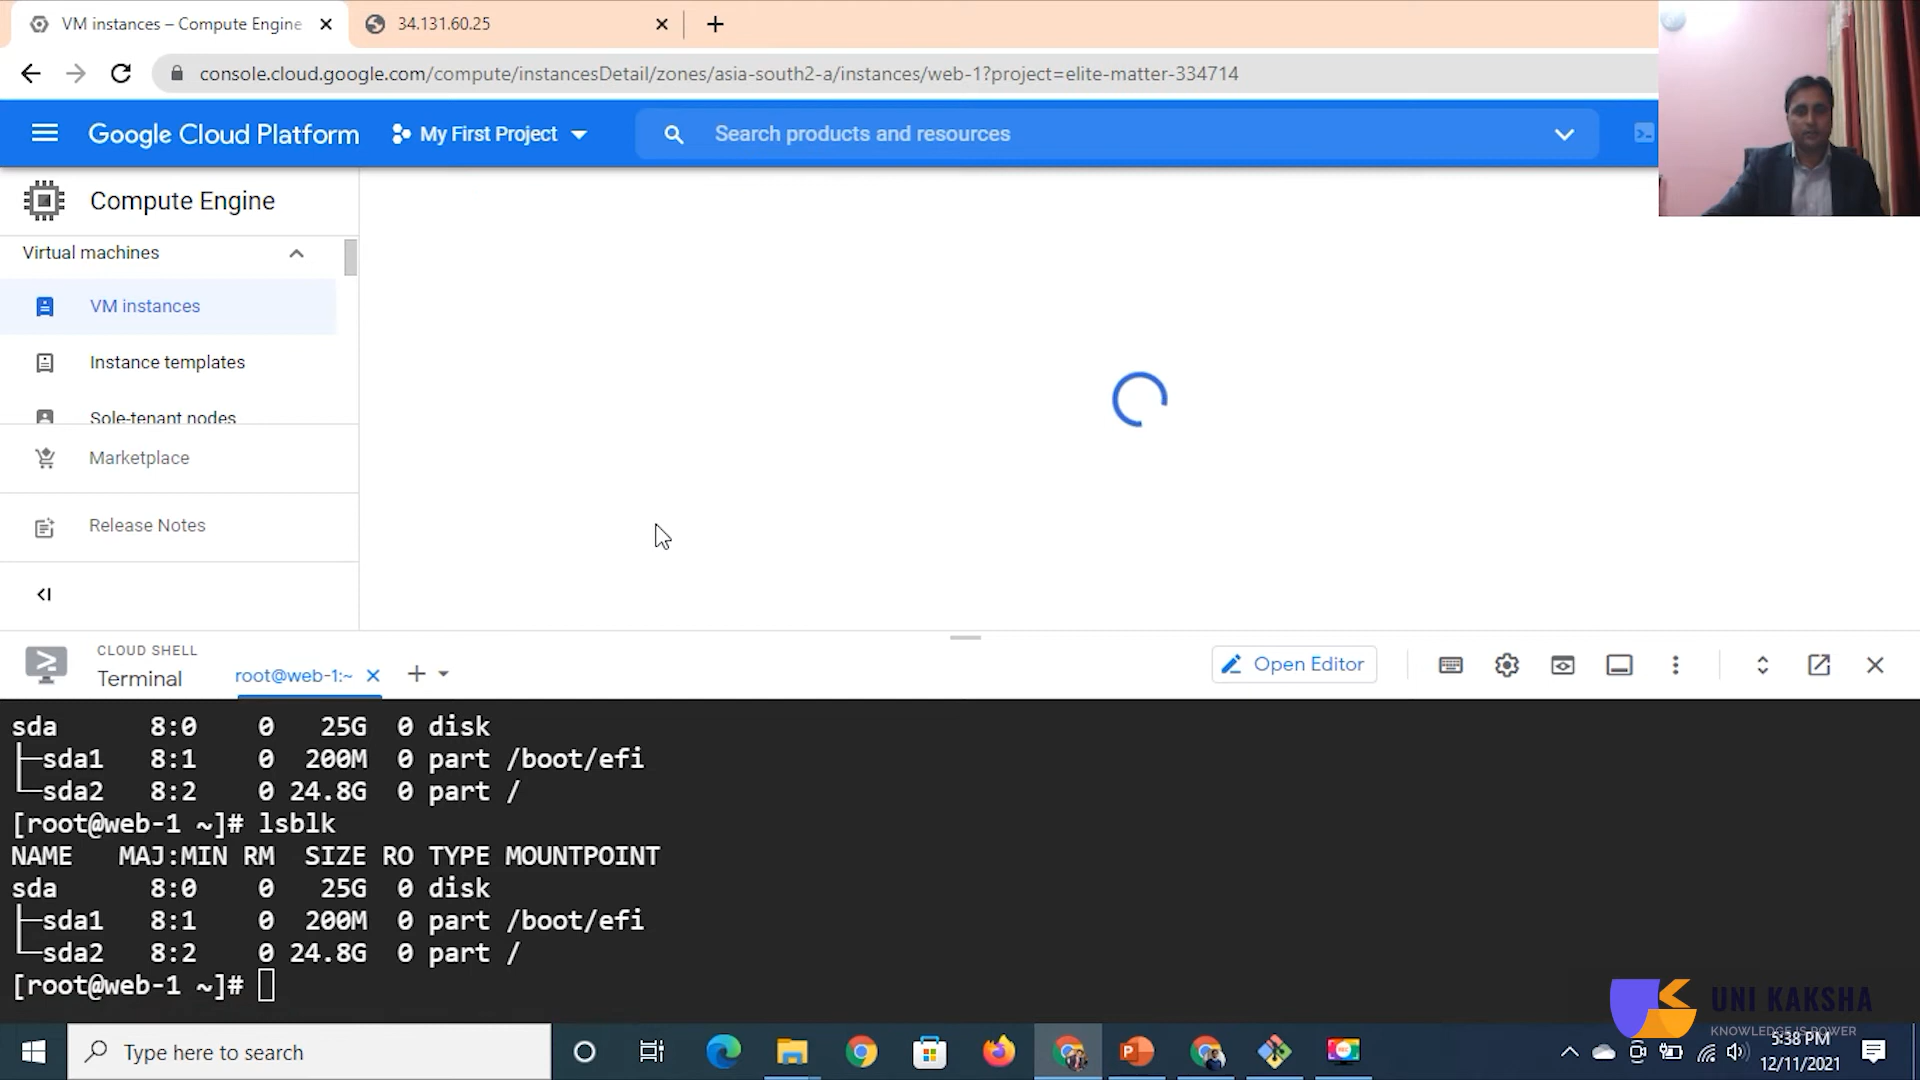 VM instances – Compute Engine
34.131.60.25
console.cloud.google.com/compute/instancesDetail/zones/asia-south2-a/instances/web-1?project=elite-matter-334714
Google Cloud Platform
My First Project
Search products and resources
Compute Engine
Virtual machines
VM instances
Instance templates
Sole-tenant nodes
Marketplace
Release Notes
CLOUD SHELL
Terminal
root@web-1:~
Open Editor
sda 8:0 0 25G 0 disk
├─sda1 8:1 0 200M 0 part /boot/efi
└─sda2 8:2 0 24.8G 0 part /
[root@web-1 ~]# lsblk
NAME MAJ:MIN RM SIZE RO TYPE MOUNTPOINT
sda 8:0 0 25G 0 disk
├─sda1 8:1 0 200M 0 part /boot/efi
└─sda2 8:2 0 24.8G 0 part /
[root@web-1 ~]#
UNI KAKSHA
KNOWLEDGE IS POWER
Type here to search
5:38 PM
12/11/2021